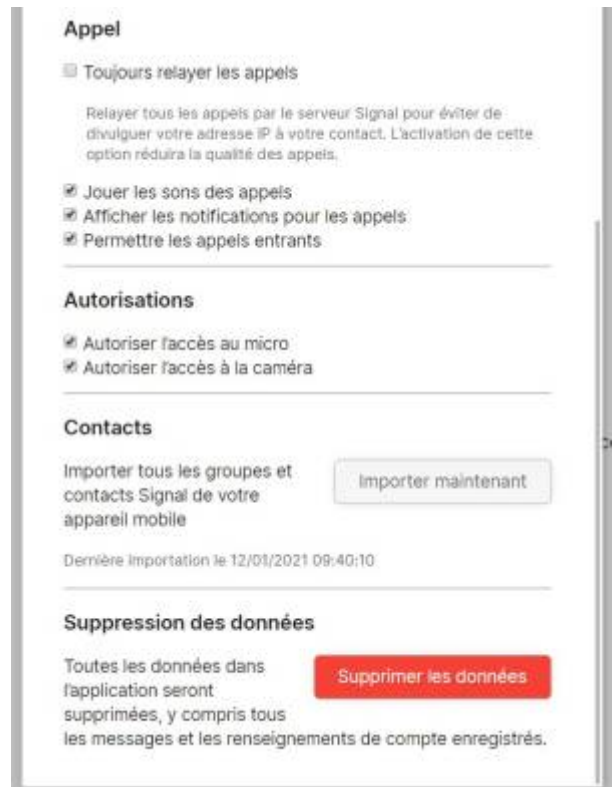 Appel
Toujours relayer les appels
Relayer tous les appels par le serveur Signal pour éviter de
divulguer votre adresse IP à votre contact. L'activation de cette
option réduira la qualité des appels.
Jouer les sons des appels
Afficher les notifications pour les appels
Permettre les appels entrants
Autorisations
Autoriser l'accès au micro
Autoriser l'accès à la caméra
Contacts
Importer tous les groupes et
contacts Signal de votre
appareil mobile
Importer maintenant
Dernière importation le 12/01/2021 09:40:10
Suppression des données
Toutes les données dans
l'application seront
supprimées, y compris tous
les messages et les renseignements de compte enregistrés.
Supprimer les données